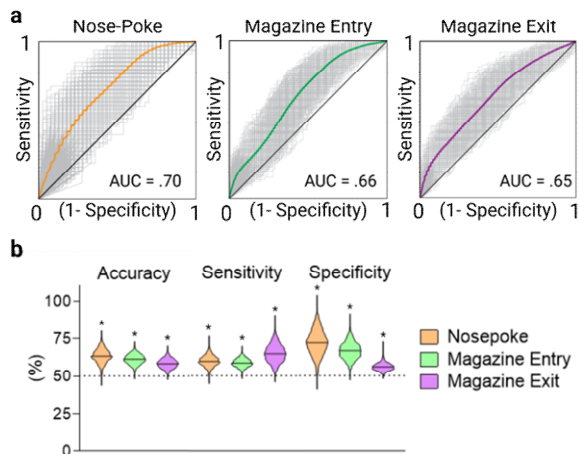 a
Nose-Poke
Magazine Entry
Magazine Exit
1
Sensitivity
AUC = .70
0 (1- Specificity) 1
1
Sensitivity
AUC = .66
0 (1- Specificity) 1
1
Sensitivity
AUC = .65
0 (1- Specificity) 1
b
Accuracy Sensitivity Specificity
* * * * * * * * *
100
75
50
25
0
(%)
Nosepoke
Magazine Entry
Magazine Exit